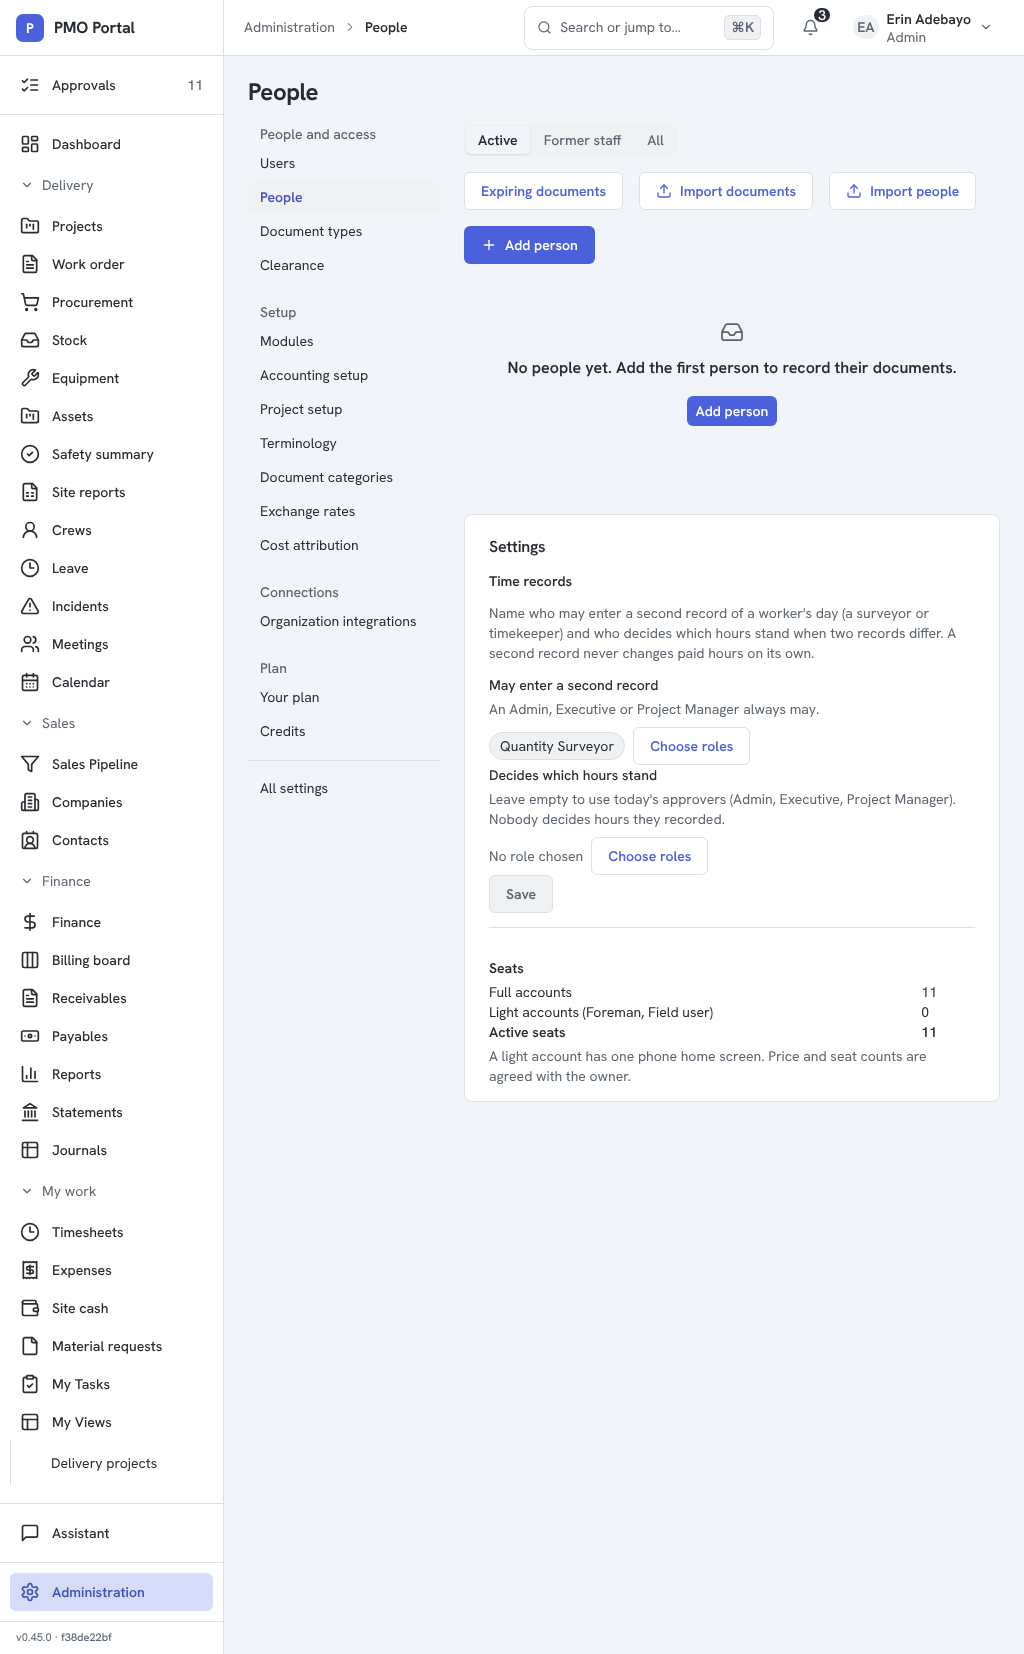 P PMO Portal
Administration > People
Search or jump to... ⌘K
3
EA Erin Adebayo
Admin
Approvals 11
Dashboard
Delivery
Projects
Work order
Procurement
Stock
Equipment
Assets
Safety summary
Site reports
Crews
Leave
Incidents
Meetings
Calendar
Sales
Sales Pipeline
Companies
Contacts
Finance
Finance
Billing board
Receivables
Payables
Reports
Statements
Journals
My work
Timesheets
Expenses
Site cash
Material requests
My Tasks
My Views
Delivery projects
Assistant
Administration
v0.45.0 · f38de22bf
People
People and access
Users
People
Document types
Clearance
Setup
Modules
Accounting setup
Project setup
Terminology
Document categories
Exchange rates
Cost attribution
Connections
Organization integrations
Plan
Your plan
Credits
All settings
Active Former staff All
Expiring documents Import documents Import people
Add person
No people yet. Add the first person to record their documents.
Add person
Settings
Time records
Name who may enter a second record of a worker's day (a surveyor or
timekeeper) and who decides which hours stand when two records differ. A
second record never changes paid hours on its own.
May enter a second record
An Admin, Executive or Project Manager always may.
Quantity Surveyor Choose roles
Decides which hours stand
Leave empty to use today's approvers (Admin, Executive, Project Manager).
Nobody decides hours they recorded.
No role chosen Choose roles
Save
Seats
Full accounts 11
Light accounts (Foreman, Field user) 0
Active seats 11
A light account has one phone home screen. Price and seat counts are
agreed with the owner.